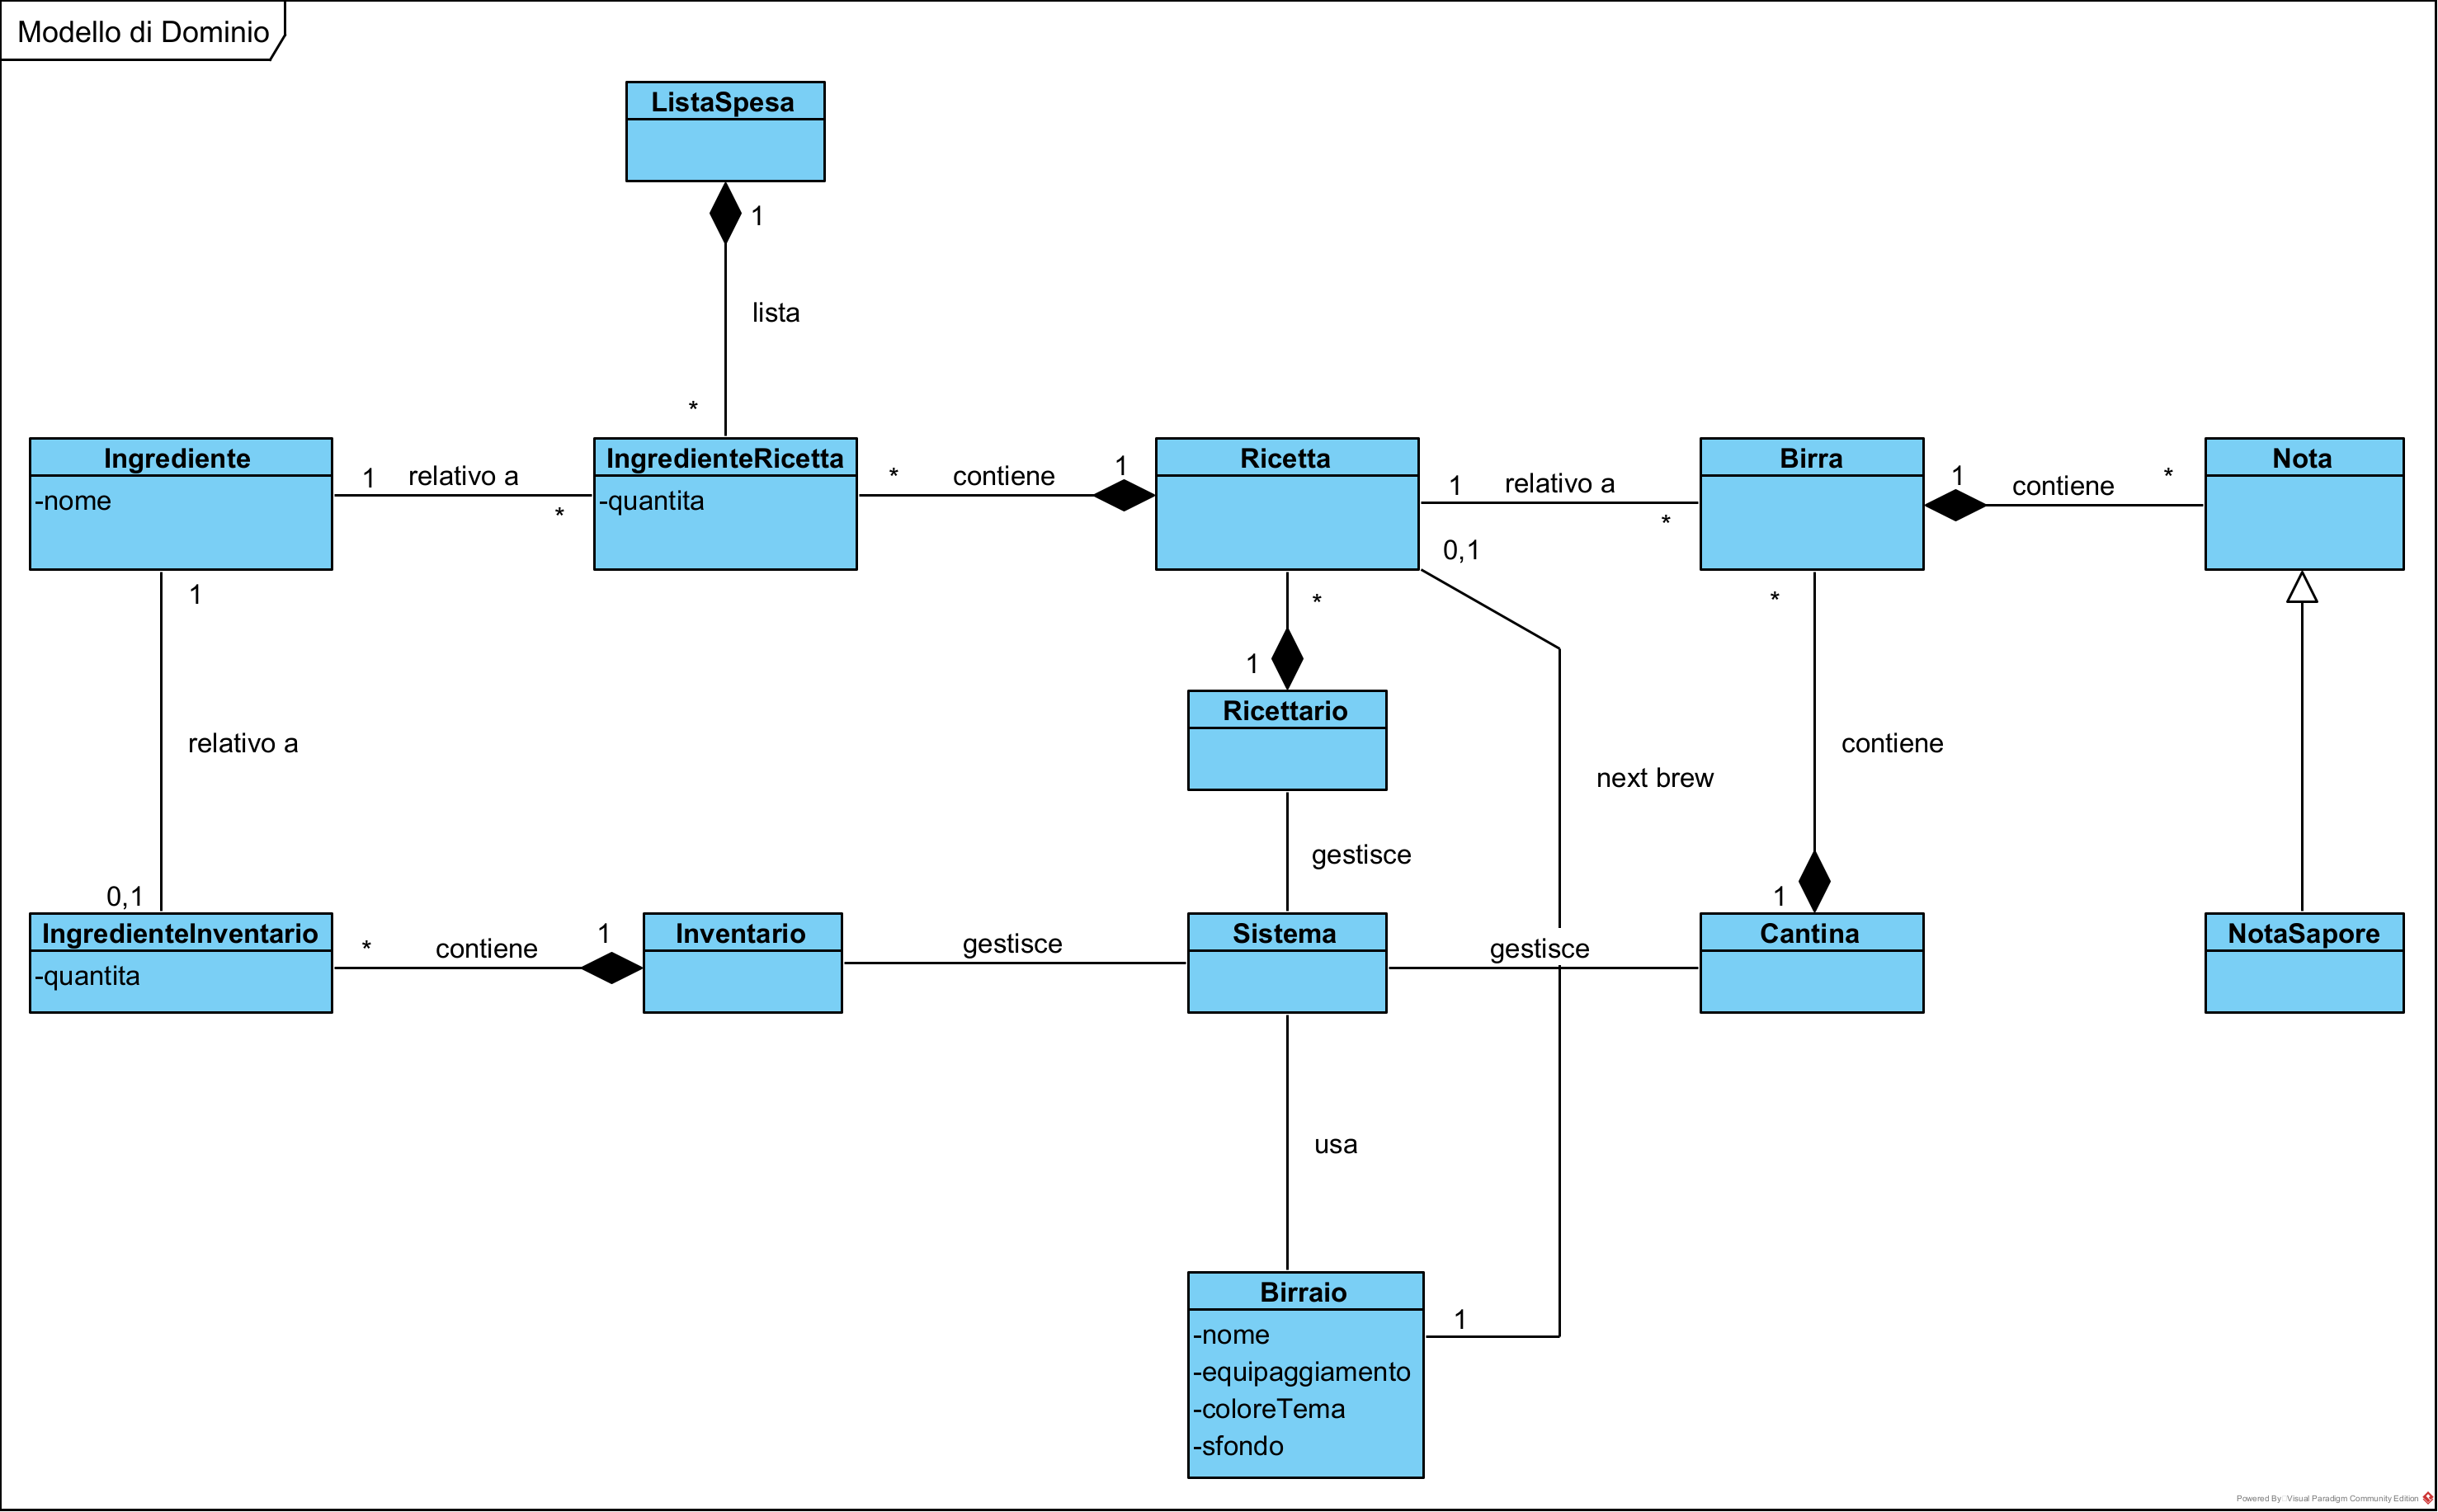 Modello di Dominio
ListaSpesa
1
lista
*
Ingrediente
-nome
1
relativo a
*
IngredienteRicetta
-quantita
*
contiene
1
Ricetta
1
relativo a
*
0,1
Birra
1
contiene
*
Nota
1
*
*
1
Ricettario
relativo a
contiene
next brew
gestisce
0,1
1
IngredienteInventario
-quantita
*
contiene
1
Inventario
gestisce
Sistema
gestisce
Cantina
NotaSapore
usa
Birraio
-nome
-equipaggiamento
-coloreTema
-sfondo
1
Powered By: Visual Paradigm Community Edition